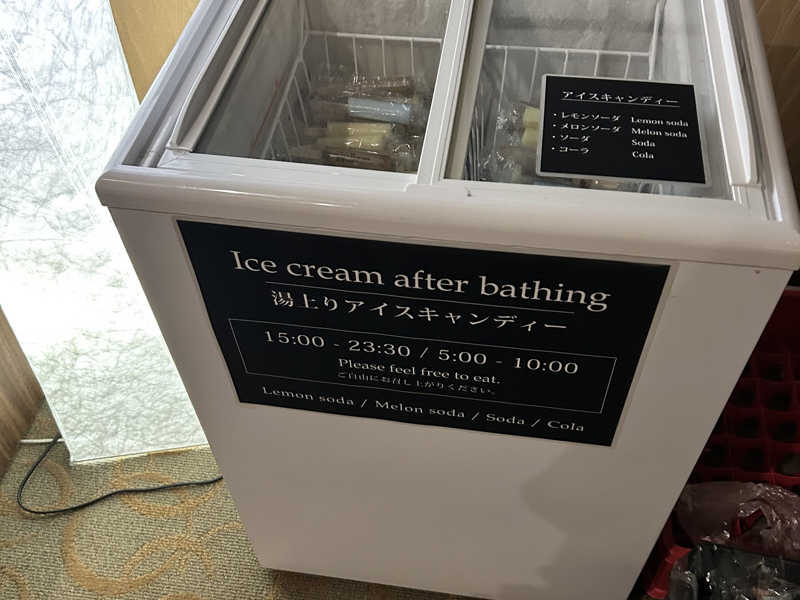 アイスキャンディー
・レモンソーダ Lemon soda
・メロンソーダ Melon soda
・ソーダ Soda
・コーラ Cola
Ice cream after bathing
湯上りアイスキャンディー
15:00 - 23:30 / 5:00 - 10:00
Please feel free to eat.
ご自由にお召し上がりください。
Lemon soda / Melon soda / Soda / Cola